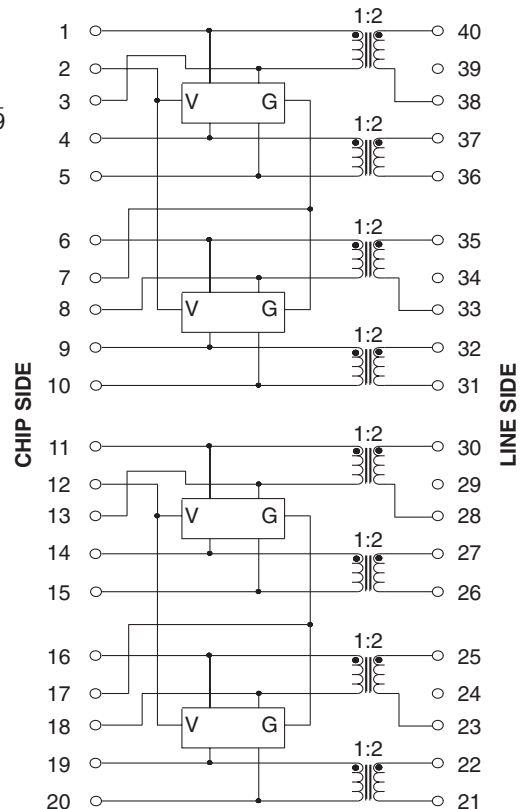 1:2
1 40
2 39
3 V G 38
9
4 1:2 37
5 36
6 1:2 35
7 34
8 V G 33
9 1:2 32
10 31
CHIP SIDE
LINE SIDE
11 1:2 30
12 29
13 V G 28
14 1:2 27
15 26
16 1:2 25
17 24
18 V G 23
19 1:2 22
20 21